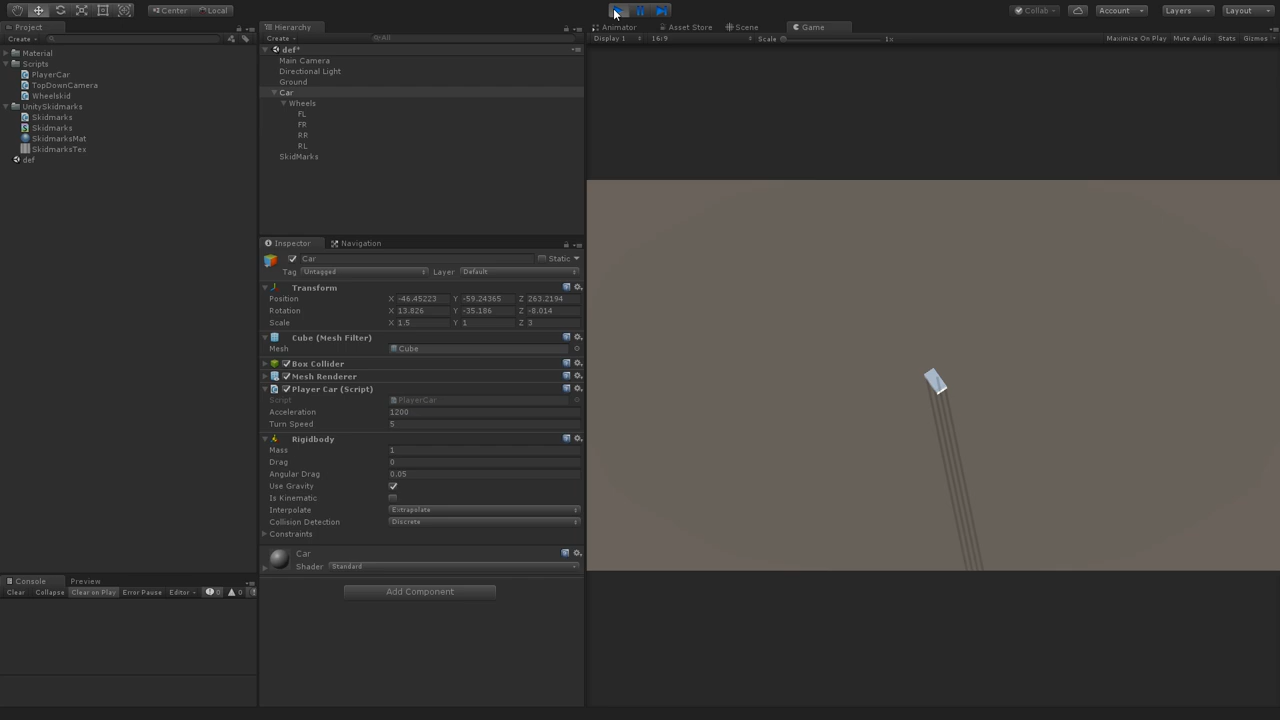 Center
Local
Collab
Account
Layers
Layout
Project
Create
Material
Scripts
PlayerCar
TopDownCamera
Wheelskid
UnitySkidmarks
Skidmarks
Skidmarks
SkidmarksMat
SkidmarksTex
def
Hierarchy
Create
All
def*
Main Camera
Directional Light
Ground
Car
Wheels
FL
FR
RR
RL
SkidMarks
Inspector
Navigation
Car
Static
Tag Untagged Layer Default
Transform
Position X -46.45223 Y -59.24365 Z 263.2194
Rotation X 13.826 Y -35.186 Z -8.014
Scale X 1.5 Y 1 Z 3
Cube (Mesh Filter)
Mesh Cube
Box Collider
Mesh Renderer
Player Car (Script)
Script PlayerCar
Acceleration 1200
Turn Speed 5
Rigidbody
Mass 1
Drag 0
Angular Drag 0.05
Use Gravity
Is Kinematic
Interpolate Extrapolate
Collision Detection Discrete
Constraints
Car
Shader Standard
Add Component
Animator
Asset Store
Scene
Game
Display 1
16:9
Scale 1x
Maximize On Play
Mute Audio
Stats
Gizmos
Console
Preview
Clear
Collapse
Clear on Play
Error Pause
Editor
0
0